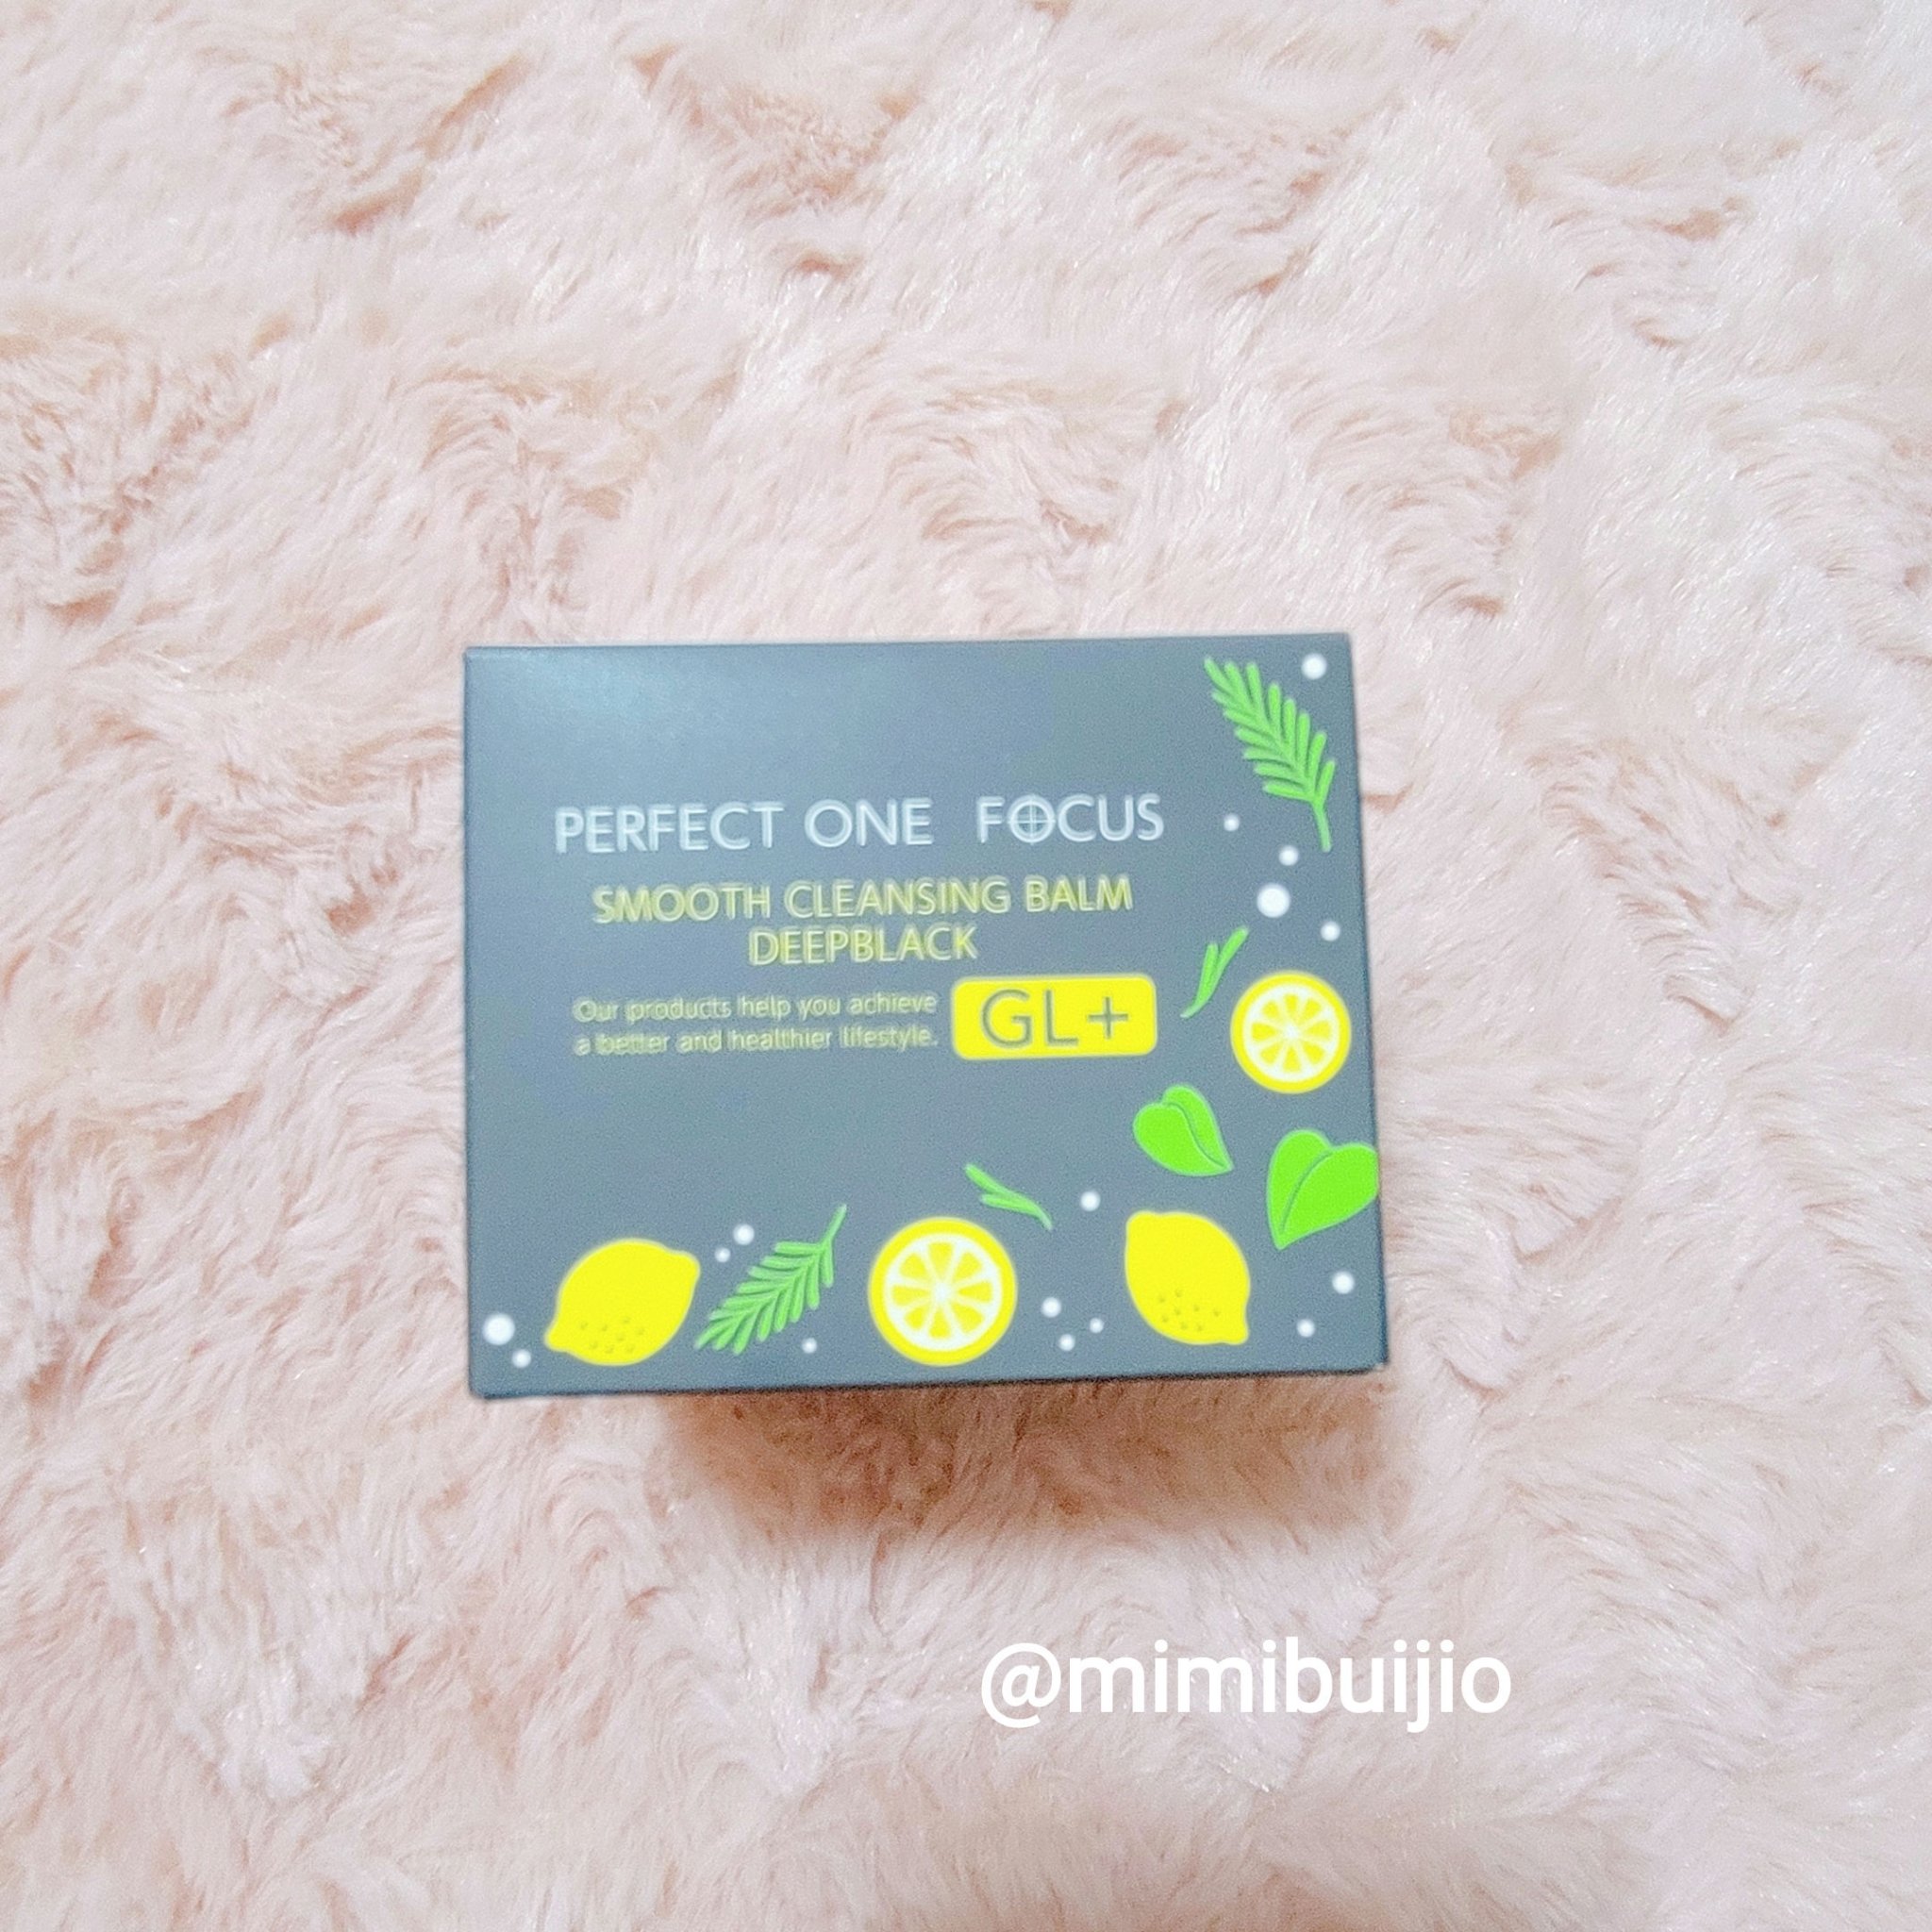 PERFECT ONE FOCUS
SMOOTH CLEANSING BALM
DEEPBLACK
Our products help you achieve
a better and healthier lifestyle.
GL+
@mimibuijio